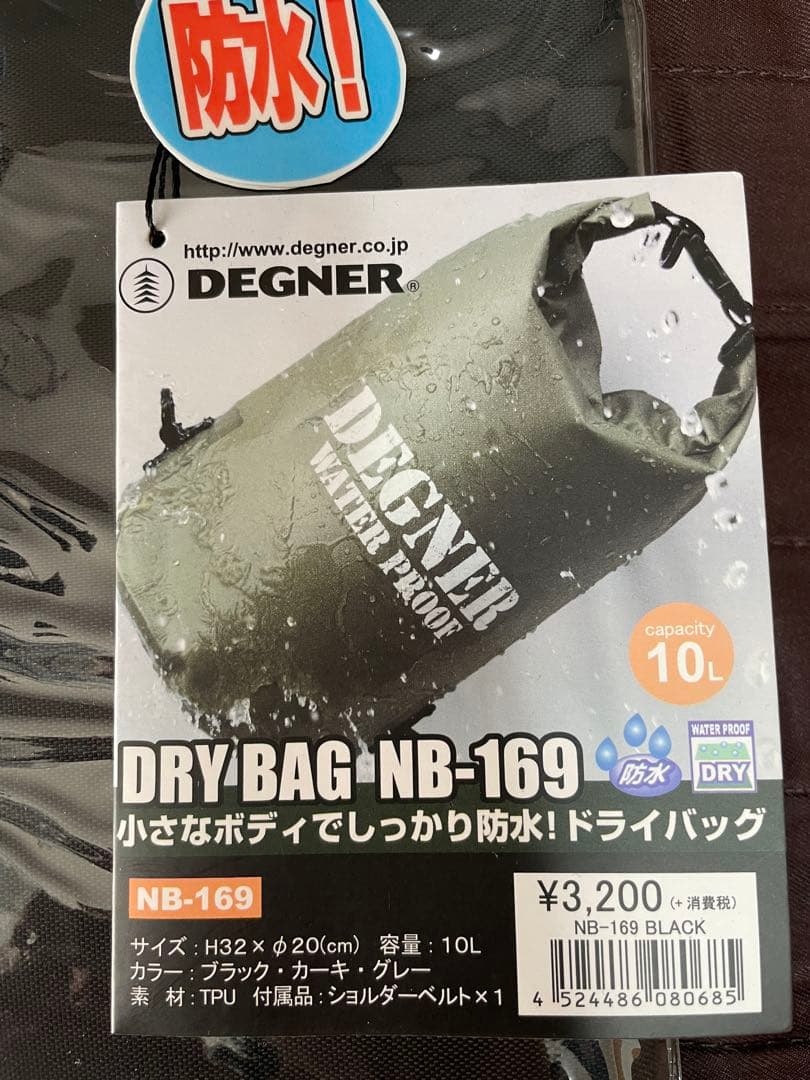 防水!
http://www.degner.co.jp
DEGNER®
DEGNER
WATER PROOF
capacity
10L
DRY BAG NB-169
防水
WATER PROOF
DRY
小さなボディでしっかり防水!ドライバッグ
NB-169
¥3,200 (+消費税)
NB-169 BLACK
サイズ:H32×φ20(cm) 容量:10L
カラー:ブラック・カーキ・グレー
素 材:TPU 付属品:ショルダーベルト×1
4 524486 080685